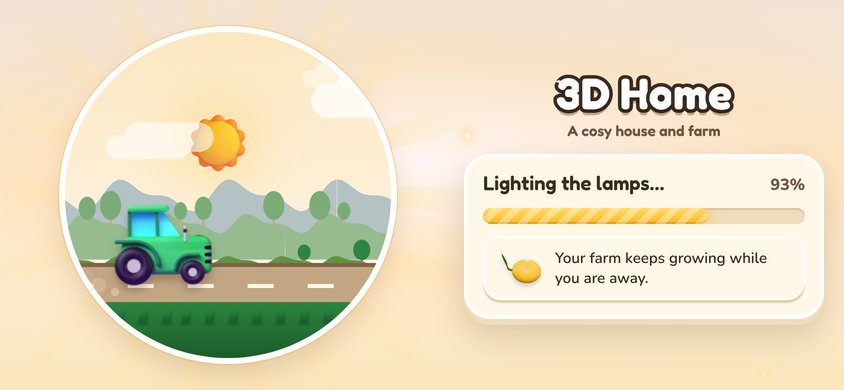 3D Home
A cosy house and farm
Lighting the lamps...
93%
Your farm keeps growing while
you are away.